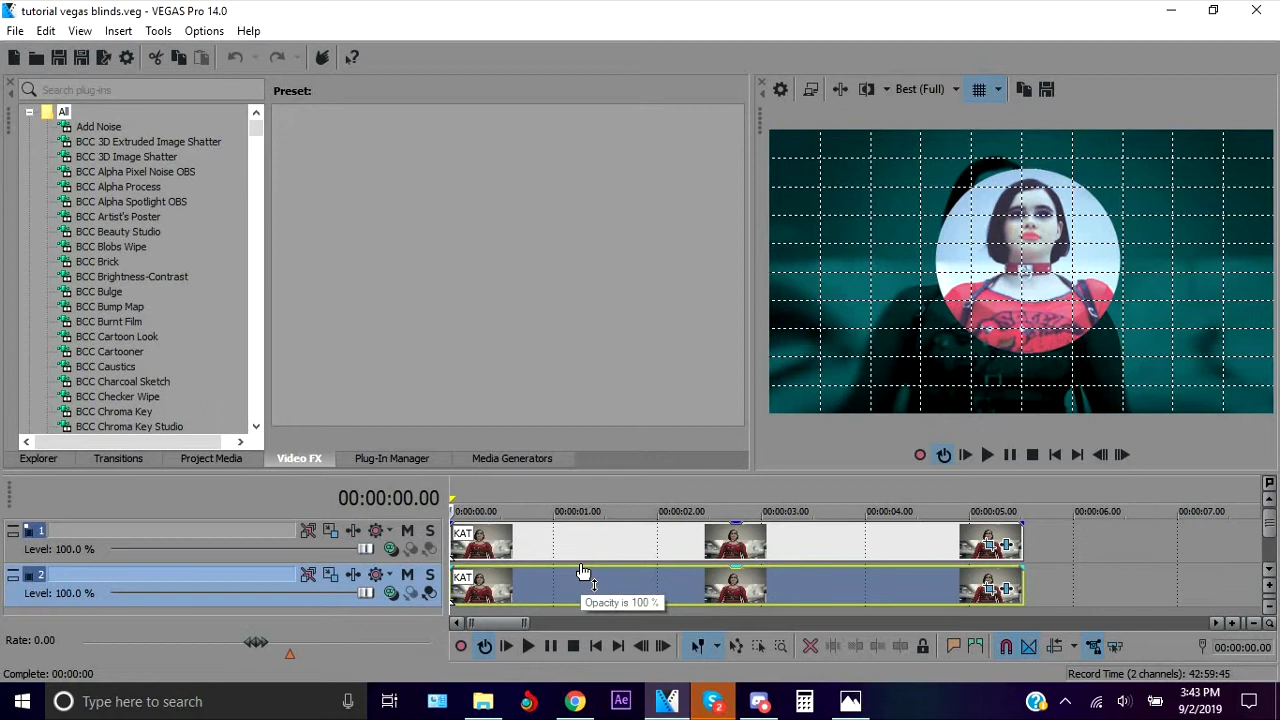 tutorial vegas blinds.veg - VEGAS Pro 14.0
File Edit View Insert Tools Options Help
Search plug-ins
Preset:
Best (Full)
All
Add Noise
BCC 3D Extruded Image Shatter
BCC 3D Image Shatter
BCC Alpha Pixel Noise OBS
BCC Alpha Process
BCC Alpha Spotlight OBS
BCC Artist's Poster
BCC Beauty Studio
BCC Blobs Wipe
BCC Brick
BCC Brightness-Contrast
BCC Bulge
BCC Bump Map
BCC Burnt Film
BCC Cartoon Look
BCC Cartooner
BCC Caustics
BCC Charcoal Sketch
BCC Checker Wipe
BCC Chroma Key
BCC Chroma Key Studio
Explorer Transitions Project Media Video FX Plug-In Manager Media Generators
00:00:00.00
0:00:00.00 00:00:01.00 00:00:02.00 00:00:03.00 00:00:04.00 00:00:05.00 00:00:06.00 00:00:07.00
1 M S KAT
Level: 100.0 %
2 M S KAT
Level: 100.0 %
Opacity is 100 %
Rate: 0.00
00:00:00.00
Complete: 00:00:00
Record Time (2 channels): 42:59:45
Type here to search
Ae
2
3:43 PM
9/2/2019